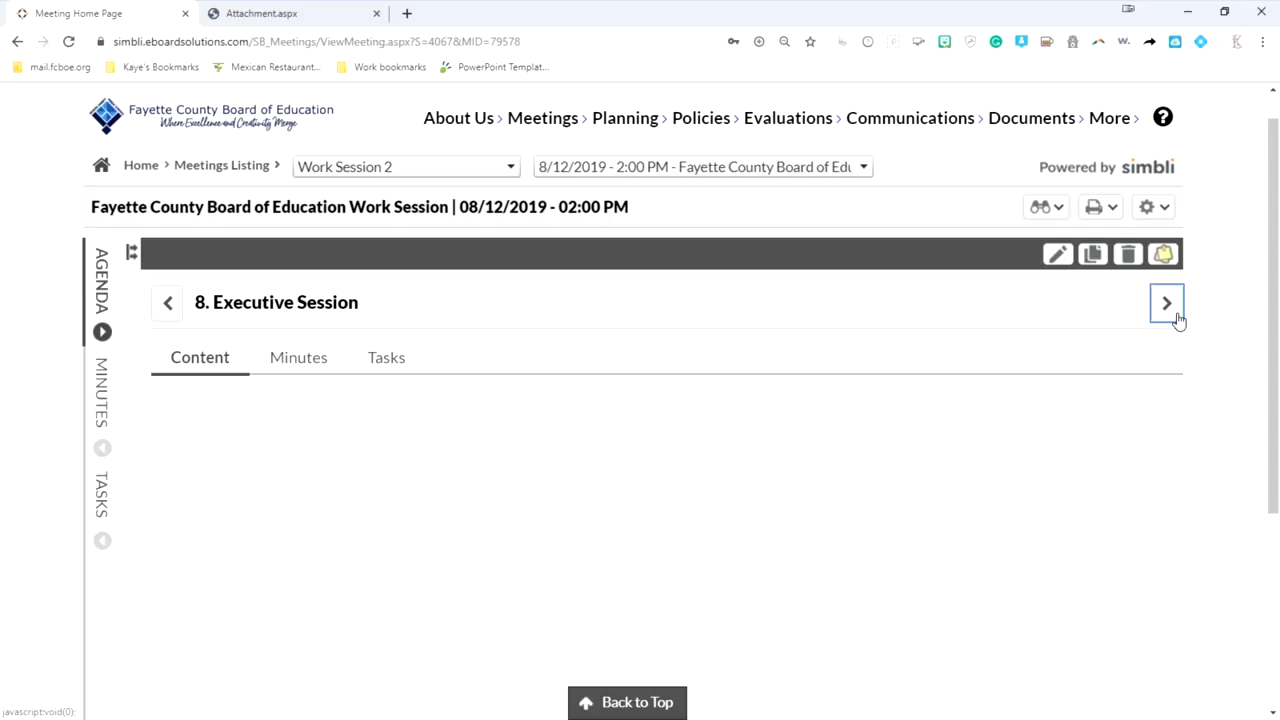 Meeting Home Page
Attachment.aspx
simbli.eboardsolutions.com/SB_Meetings/ViewMeeting.aspx?S=4067&MID=79578
mail.fcboe.org
Kaye's Bookmarks
Mexican Restaurant...
Work bookmarks
PowerPoint Templat...
Fayette County Board of Education
Where Excellence and Creativity Merge
About Us
Meetings
Planning
Policies
Evaluations
Communications
Documents
More
Home
Meetings Listing
Work Session 2
8/12/2019 - 2:00 PM - Fayette County Board of Edu
Powered by simbli
Fayette County Board of Education Work Session | 08/12/2019 - 02:00 PM
AGENDA
8. Executive Session
Content
Minutes
Tasks
MINUTES
TASKS
Back to Top
javascript:void(0);